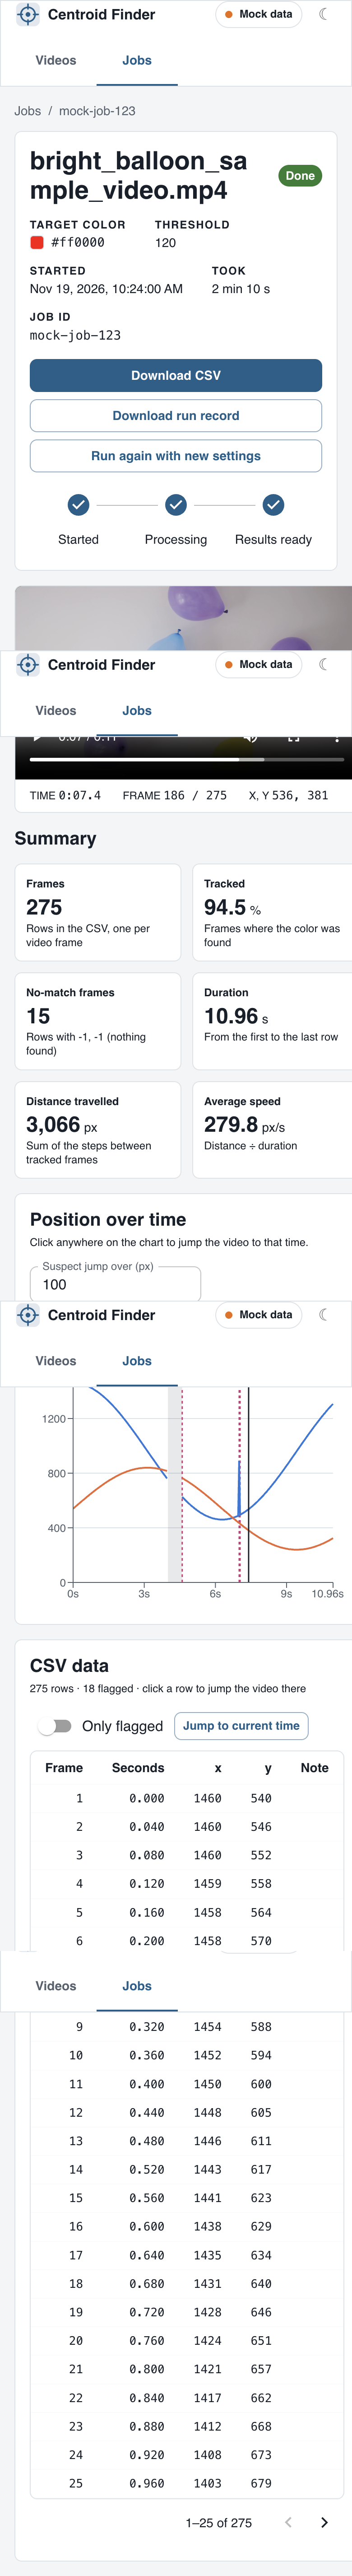 Centroid Finder
Mock data
Videos
Jobs
Jobs / mock-job-123
bright_balloon_sa
mple_video.mp4
Done
TARGET COLOR
THRESHOLD
#ff0000
120
STARTED
TOOK
Nov 19, 2026, 10:24:00 AM
2 min 10 s
JOB ID
mock-job-123
Download CSV
Download run record
Run again with new settings
Started
Processing
Results ready
Centroid Finder
Mock data
Videos
Jobs
TIME 0:07.4
FRAME 186 / 275
X, Y 536, 381
Summary
Frames
275
Rows in the CSV, one per
video frame
Tracked
94.5 %
Frames where the color was
found
No-match frames
15
Rows with -1, -1 (nothing
found)
Duration
10.96 s
From the first to the last row
Distance travelled
3,066 px
Sum of the steps between
tracked frames
Average speed
279.8 px/s
Distance ÷ duration
Position over time
Click anywhere on the chart to jump the video to that time.
Suspect jump over (px)
100
Centroid Finder
Mock data
Videos
Jobs
1200
800
400
0
0s
3s
6s
9s
10.96s
CSV data
275 rows · 18 flagged · click a row to jump the video there
Only flagged
Jump to current time
Frame Seconds x y Note
1 0.000 1460 540
2 0.040 1460 546
3 0.080 1460 552
4 0.120 1459 558
5 0.160 1458 564
6 0.200 1458 570
Videos
Jobs
9 0.320 1454 588
10 0.360 1452 594
11 0.400 1450 600
12 0.440 1448 605
13 0.480 1446 611
14 0.520 1443 617
15 0.560 1441 623
16 0.600 1438 629
17 0.640 1435 634
18 0.680 1431 640
19 0.720 1428 646
20 0.760 1424 651
21 0.800 1421 657
22 0.840 1417 662
23 0.880 1412 668
24 0.920 1408 673
25 0.960 1403 679
1–25 of 275